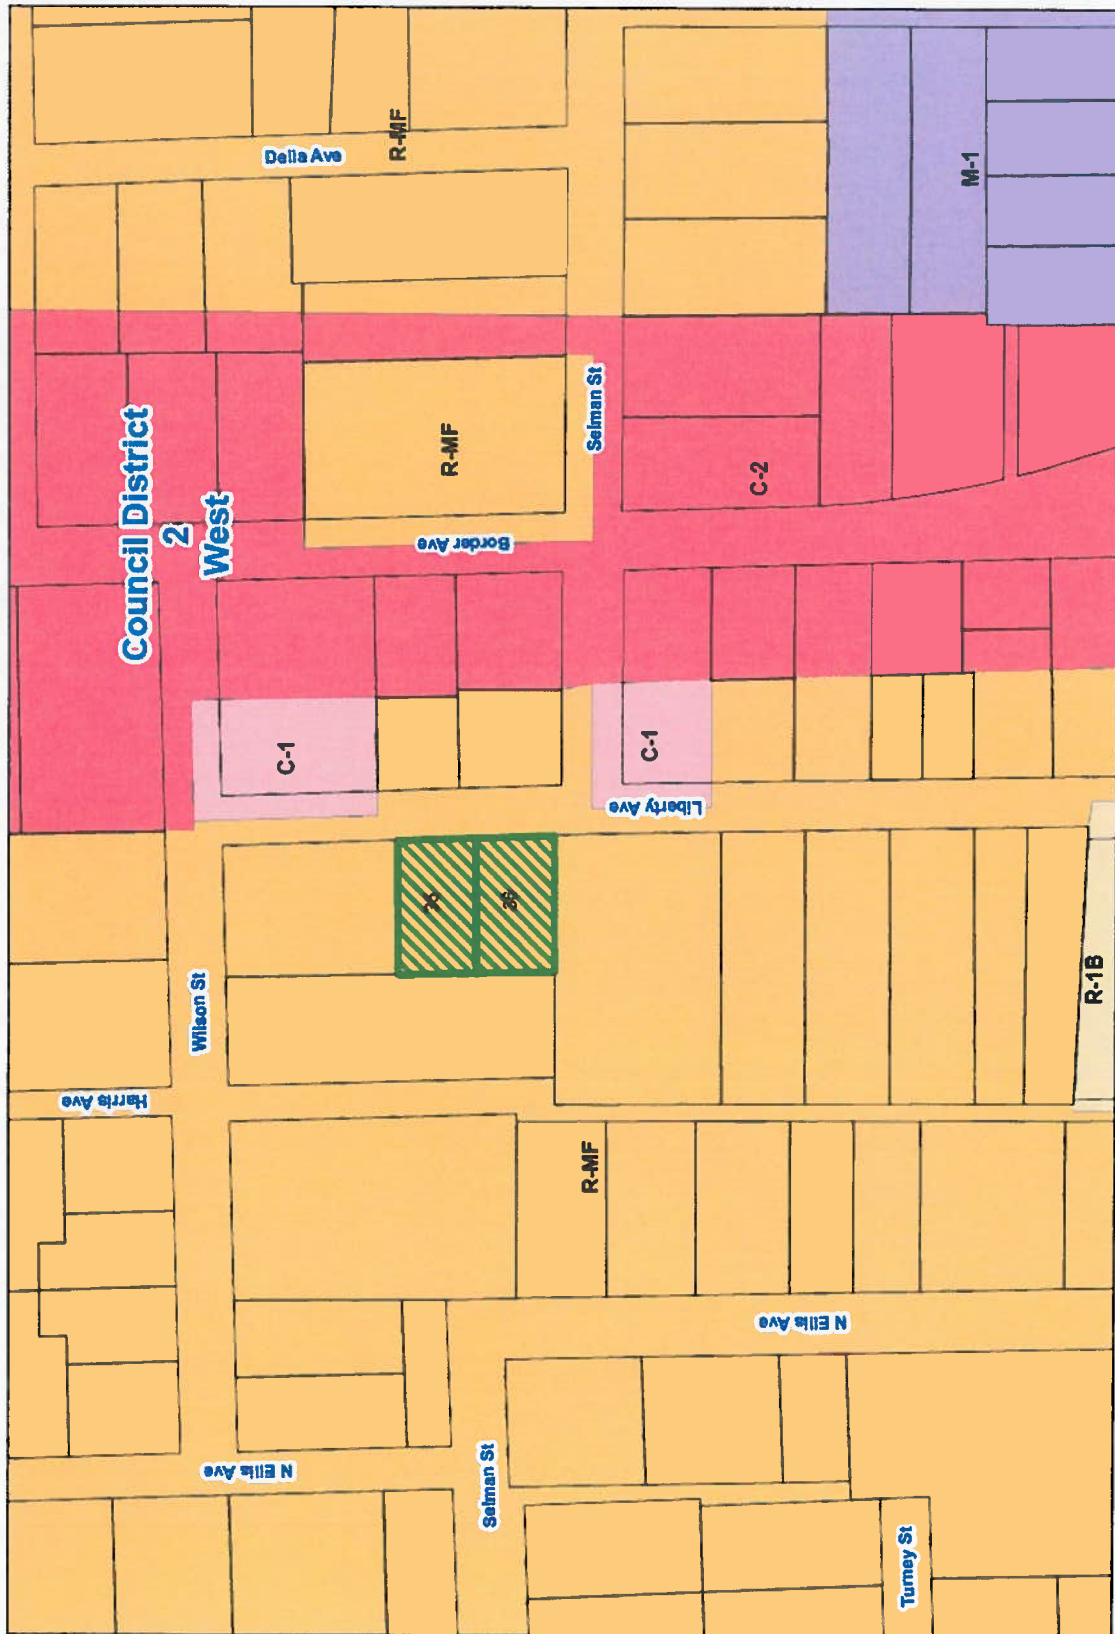 Delia Ave
R-MF
M-1
Council District
2
West
R-MF
Selman St
C-2
Border Ave
C-1
C-1
Liberty Ave
Wilson St
R-1B
Harris Ave
R-MF
N Ellis Ave
N Ellis Ave
Selman St
Turney St